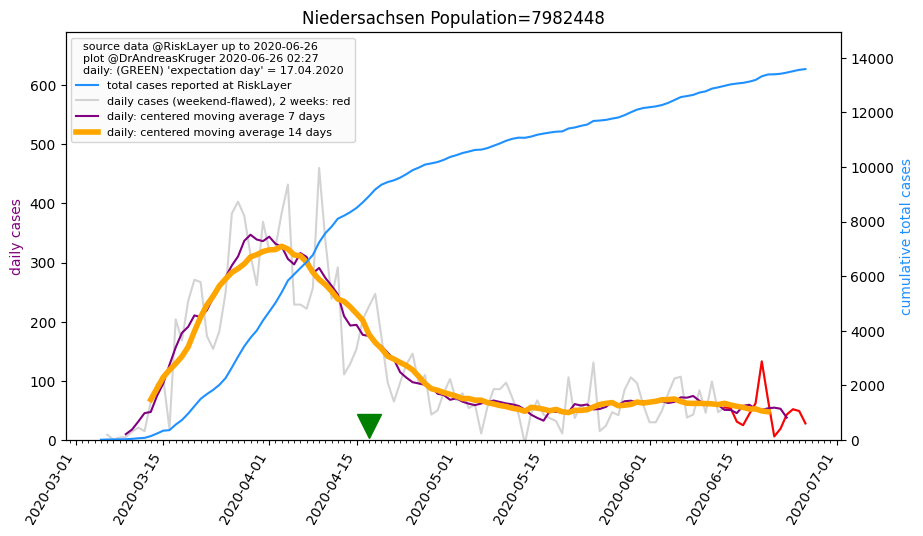 Niedersachsen Population=7982448
source data @RiskLayer up to 2020-06-26
plot @DrAndreasKruger 2020-06-26 02:27
daily: (GREEN) 'expectation day' = 17.04.2020
total cases reported at RiskLayer
daily cases (weekend-flawed), 2 weeks: red
daily: centered moving average 7 days
daily: centered moving average 14 days
daily cases
600
500
400
300
200
100
0
14000
12000
10000
8000
6000
4000
2000
0
cumulative total cases
2020-03-01
2020-03-15
2020-04-01
2020-04-15
2020-05-01
2020-05-15
2020-06-01
2020-06-15
2020-07-01